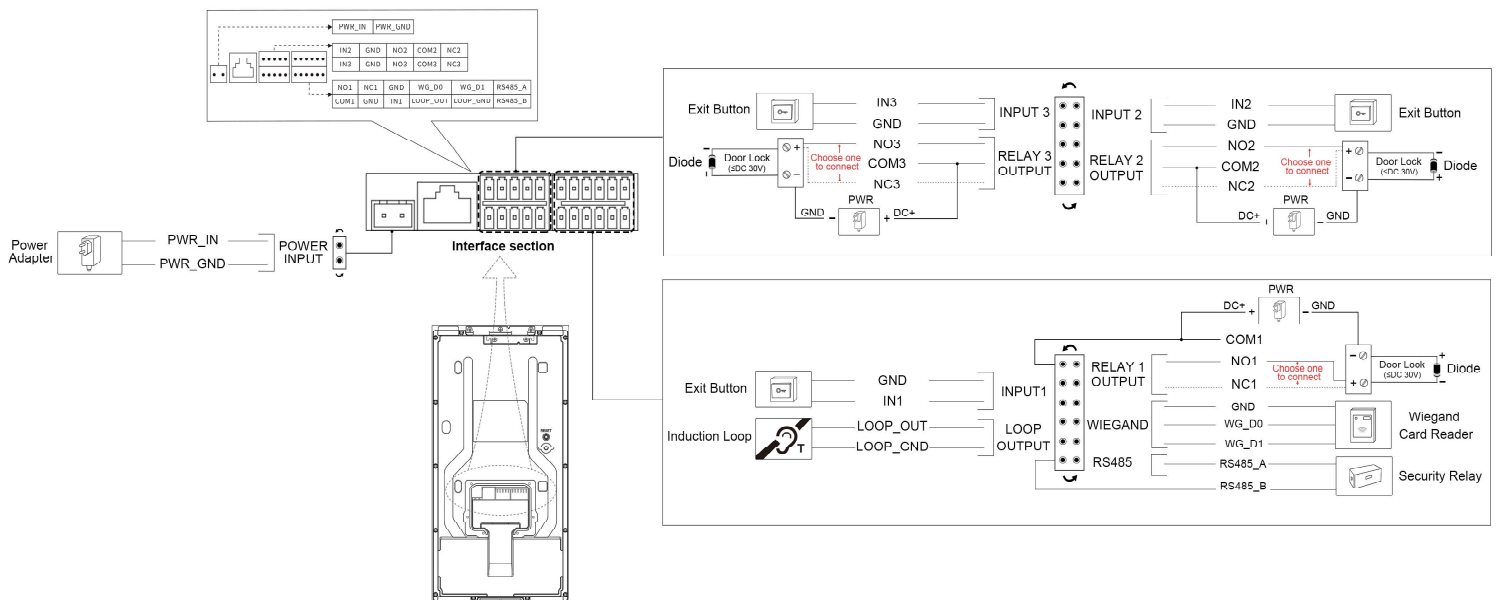 PWR_IN PWR_GND
IN2 GND NO2 COM2 NC2
IN3 GND NO3 COM3 NC3
NO1 NC1 GND WG_D0 WG_D1 RS485_A
COM1 GND IN1 LOOP_OUT LOOP_GND RS485_B
Power
Adapter
PWR_IN
PWR_GND
POWER
INPUT
Interface section
RESET
Exit Button
IN3
GND
INPUT 3
Diode
Door Lock
(≤DC 30V)
+
−
Choose one
to connect
NO3
COM3
NC3
RELAY 3
OUTPUT
GND
−
PWR
+
DC+
INPUT 2
IN2
GND
Exit Button
RELAY 2
OUTPUT
NO2
COM2
NC2
Choose one
to connect
+
−
Door Lock
(≤DC 30V)
Diode
+
DC+
PWR
−
GND
Exit Button
GND
IN1
INPUT1
Induction Loop
T
LOOP_OUT
LOOP_CND
LOOP
OUTPUT
PWR
DC+
+
−
GND
COM1
RELAY 1
OUTPUT
NO1
NC1
Choose one
to connect
−
+
Door Lock
(≤DC 30V)
+
−
Diode
WIEGAND
GND
WG_D0
WG_D1
Wiegand
Card Reader
RS485
RS485_A
RS485_B
Security Relay